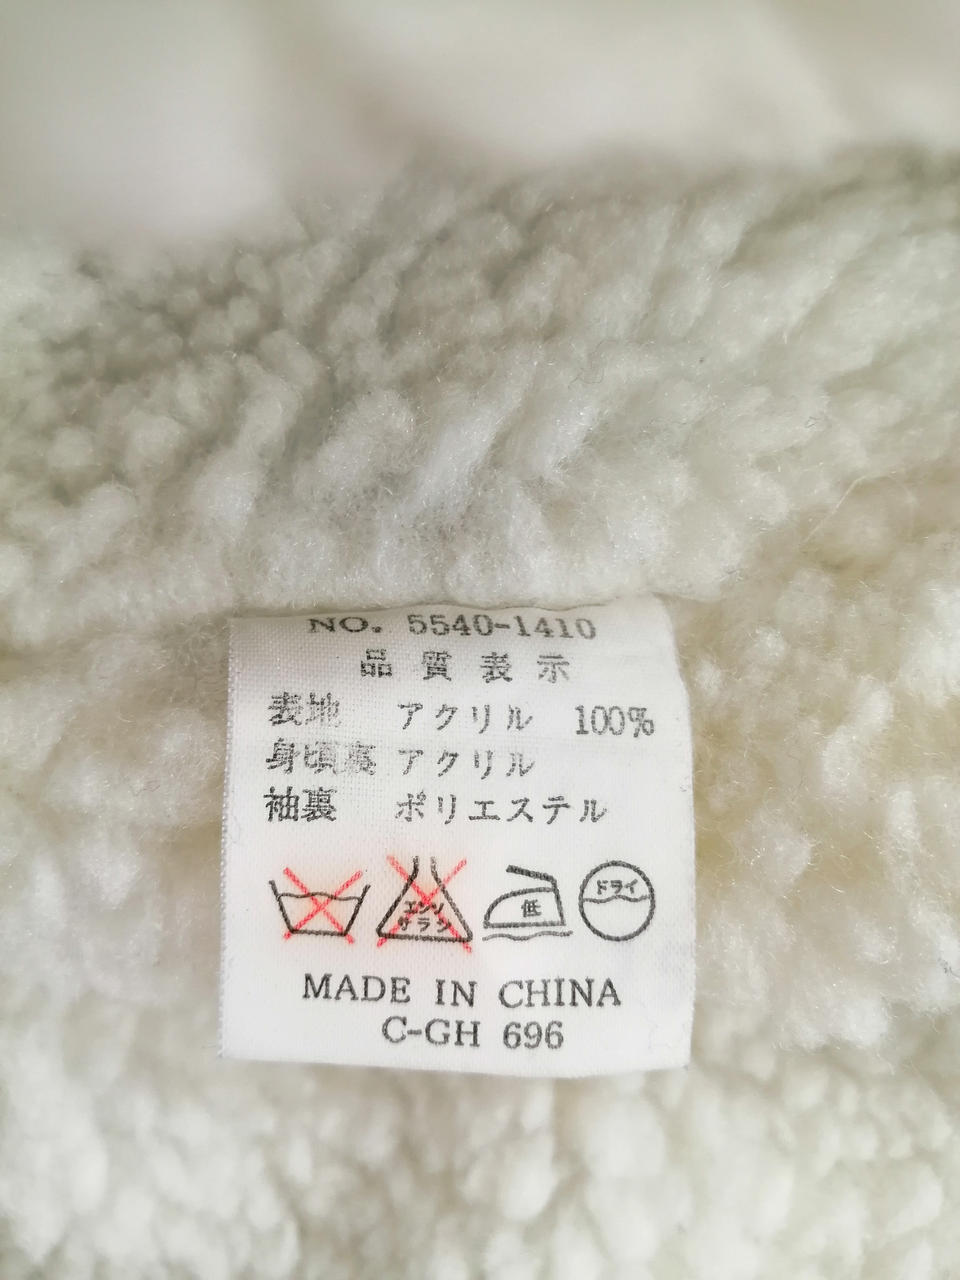 NO. 5540-1410
品質表示
表地 アクリル 100%
身頃裏 アクリル
袖裏 ポリエステル
エンソ サラシ 低 ドライ
MADE IN CHINA
C-GH 696